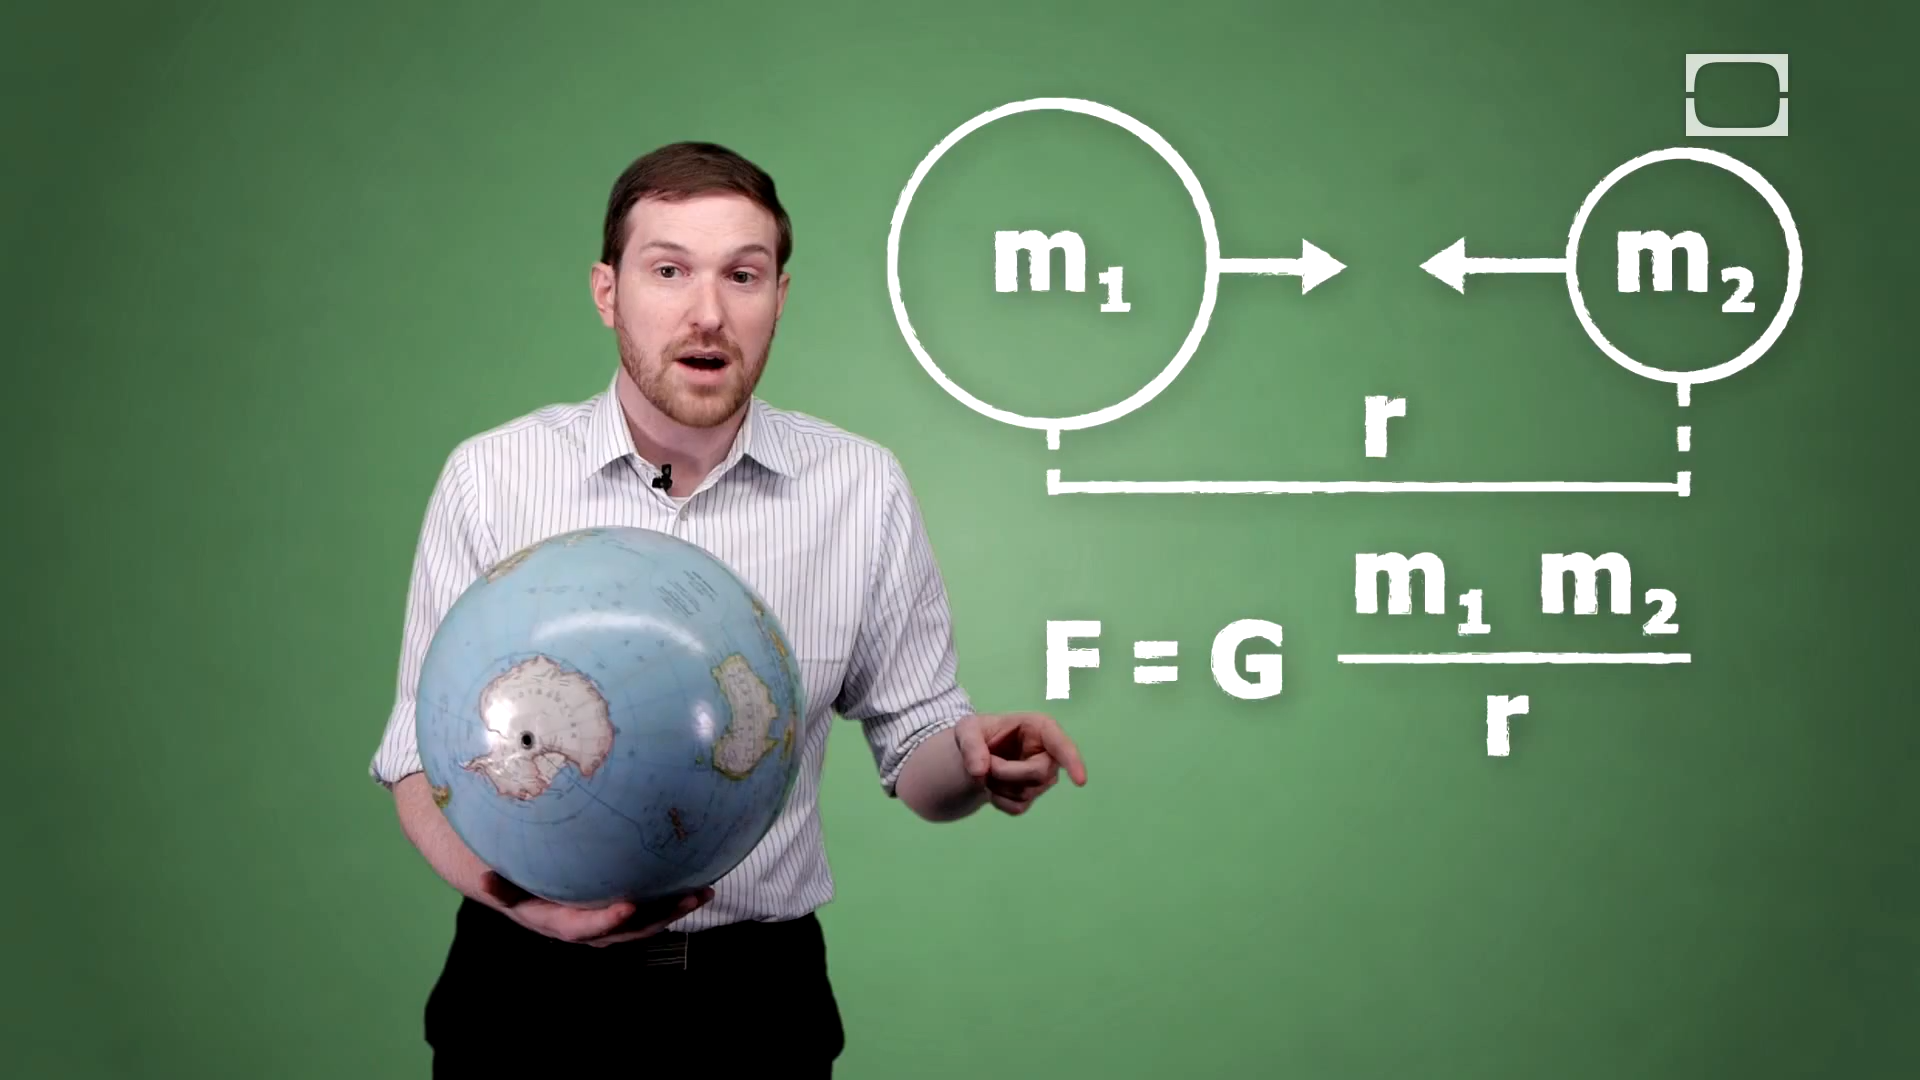 m₁
m₂
r
m₁ m₂
F = G
r